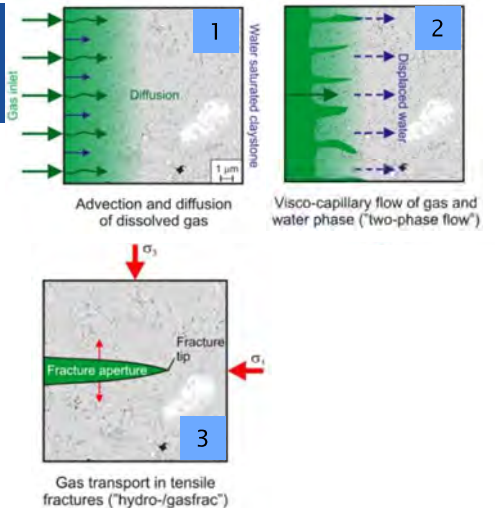 1
2
Gas inlet
Diffusion
Water saturated claystone
1 μm
Displaced water
Advection and diffusion
of dissolved gas
Visco-capillary flow of gas and
water phase ("two-phase flow")
σ₃
Fracture
tip
Fracture aperture
σ₁
3
Gas transport in tensile
fractures ("hydro-/gasfrac")